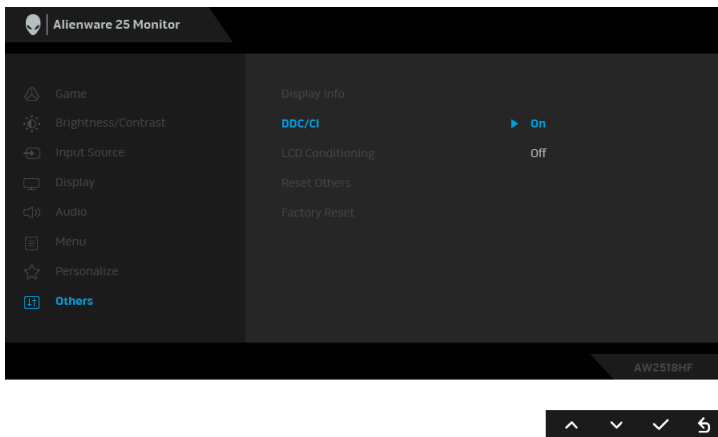 Alienware 25 Monitor
Game
Display Info
Brightness/Contrast
DDC/CI
On
Input Source
LCD Conditioning
Off
Display
Reset Others
Audio
Factory Reset
Menu
Personalize
Others
AW2518HF